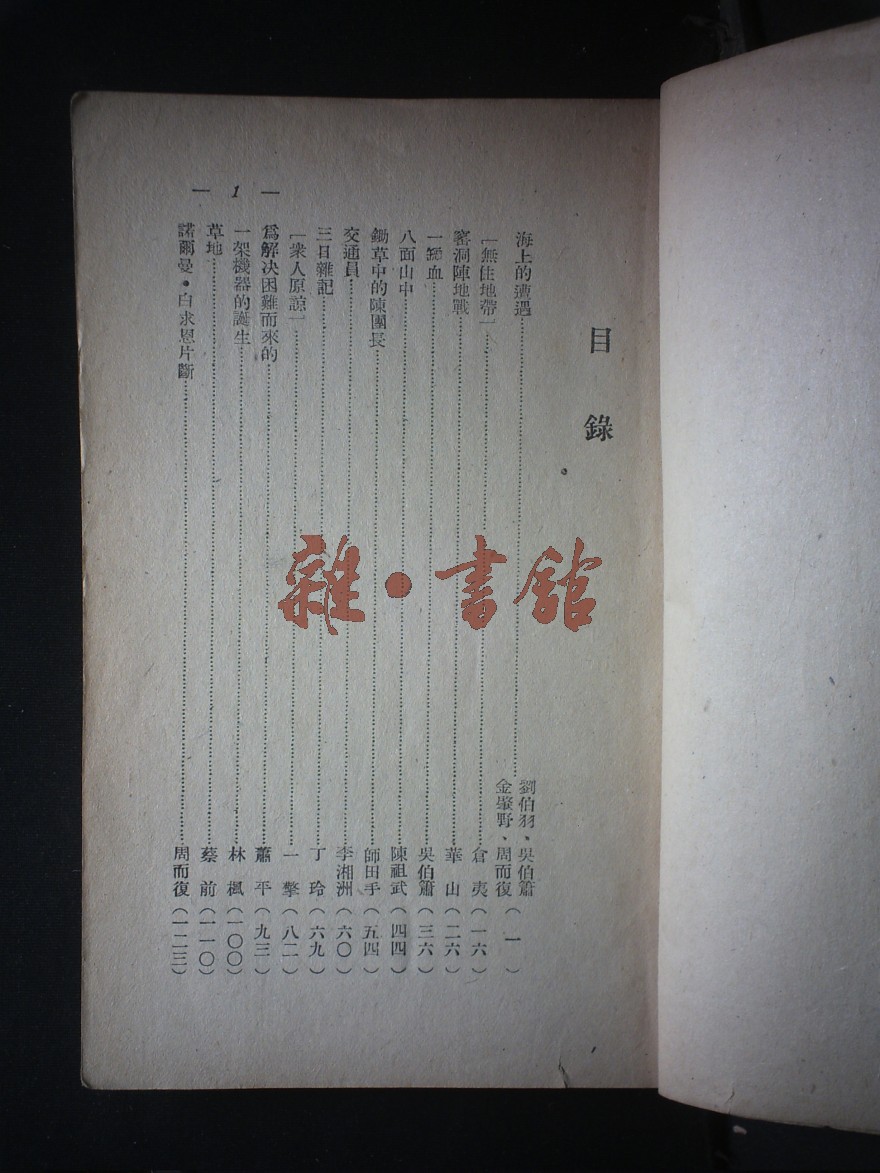 目錄
海上的遭遇……劉伯羽、吳伯簫
金肇野、周而復（一）
「無住地帶」……倉夷（一六）
窰洞陣地戰……華山（二六）
一壜血……吳伯簫（三六）
八面山中……陳祖武（四四）
鋤草中的陳團長……師田手（五四）
交通員……李湘洲（六〇）
三日雜記……丁玲（六九）
「衆人原諒」……一擊（八二）
爲解決困難而來的……蕭平（九三）
一架機器的誕生……林楓（一〇〇）
草地……蔡前（一一〇）
諾爾曼・白求恩片斷……周而復（一二三）
— 1 —
雜・書館